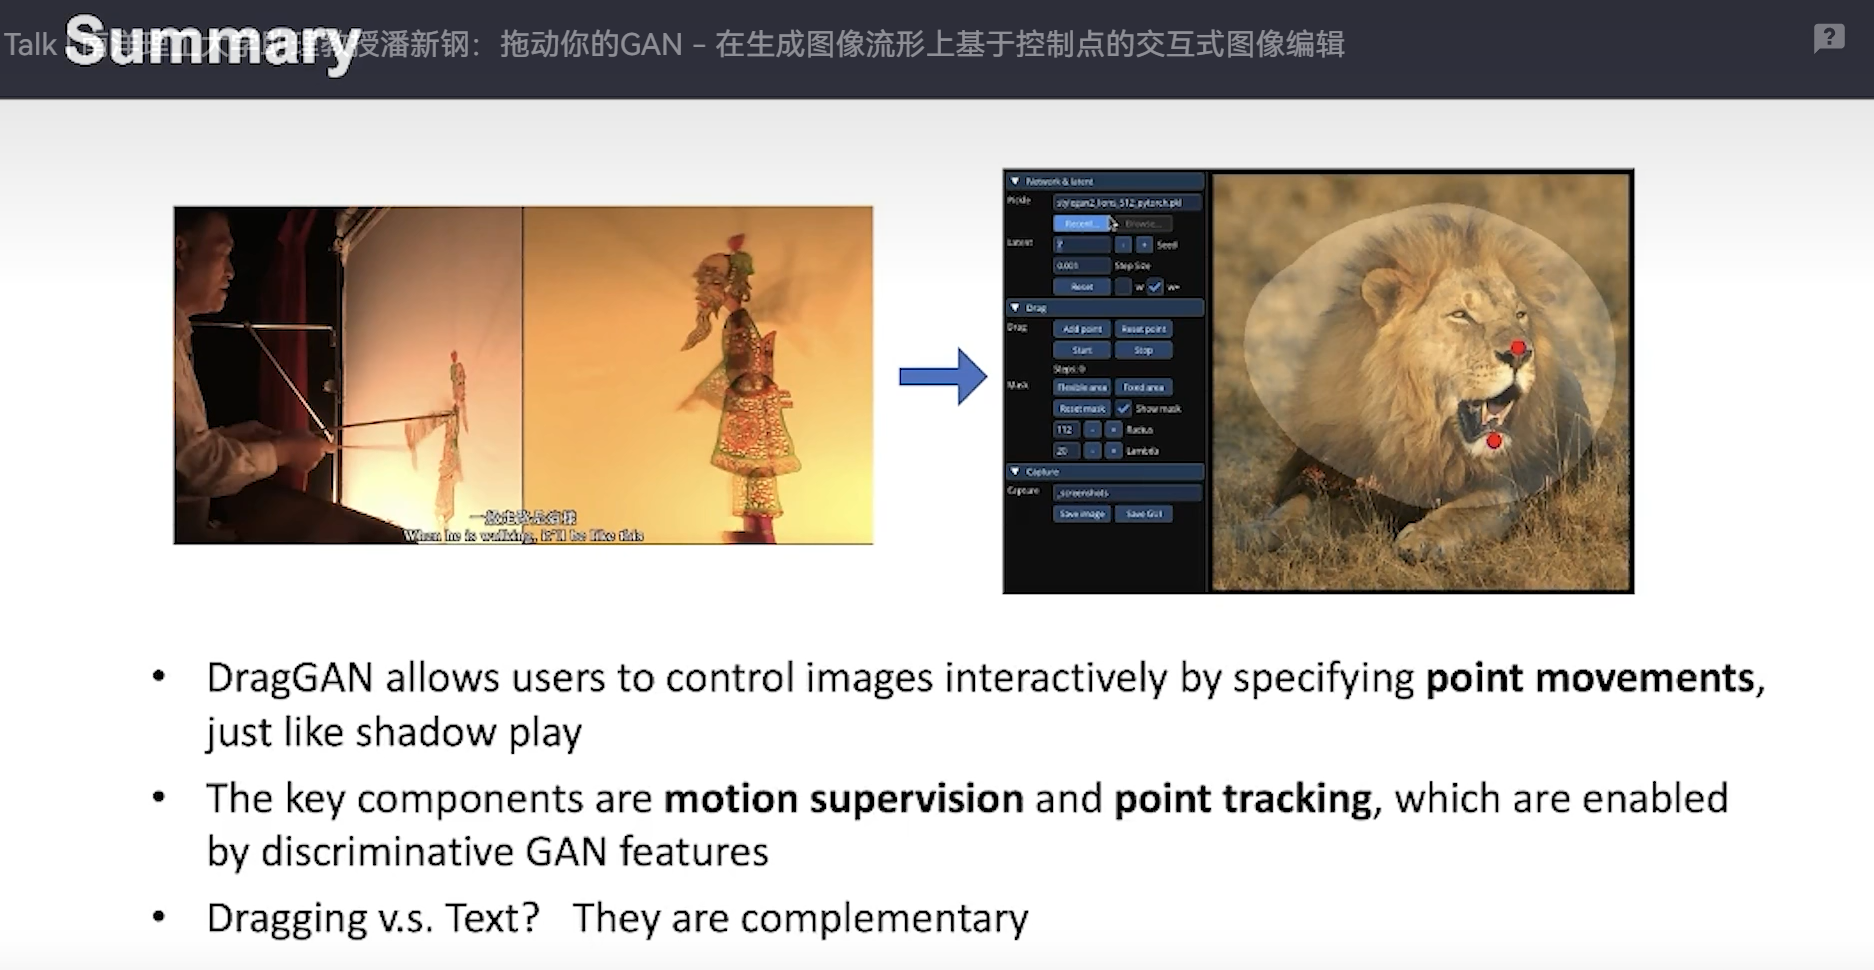 Summary
Talk
教授潘新钢：拖动你的GAN – 在生成图像流形上基于控制点的交互式图像编辑
?
When he is walking, it'll be like this
Network & latent
Pickle
stylegan2_lions_512_pytorch.pkl
Recent...
Browse...
Latent
-
+
Seed
0.001
Step Size
Reset
w
w+
Drag
Drag
Add point
Reset point
Start
Stop
Steps: 0
Mask
Flexible area
Fixed area
Reset mask
Show mask
112
-
+
Radius
20
-
+
Lambda
Capture
Capture
_screenshots
Save image
Save GUI
• DragGAN allows users to control images interactively by specifying point movements,
just like shadow play
• The key components are motion supervision and point tracking, which are enabled
by discriminative GAN features
• Dragging v.s. Text? They are complementary